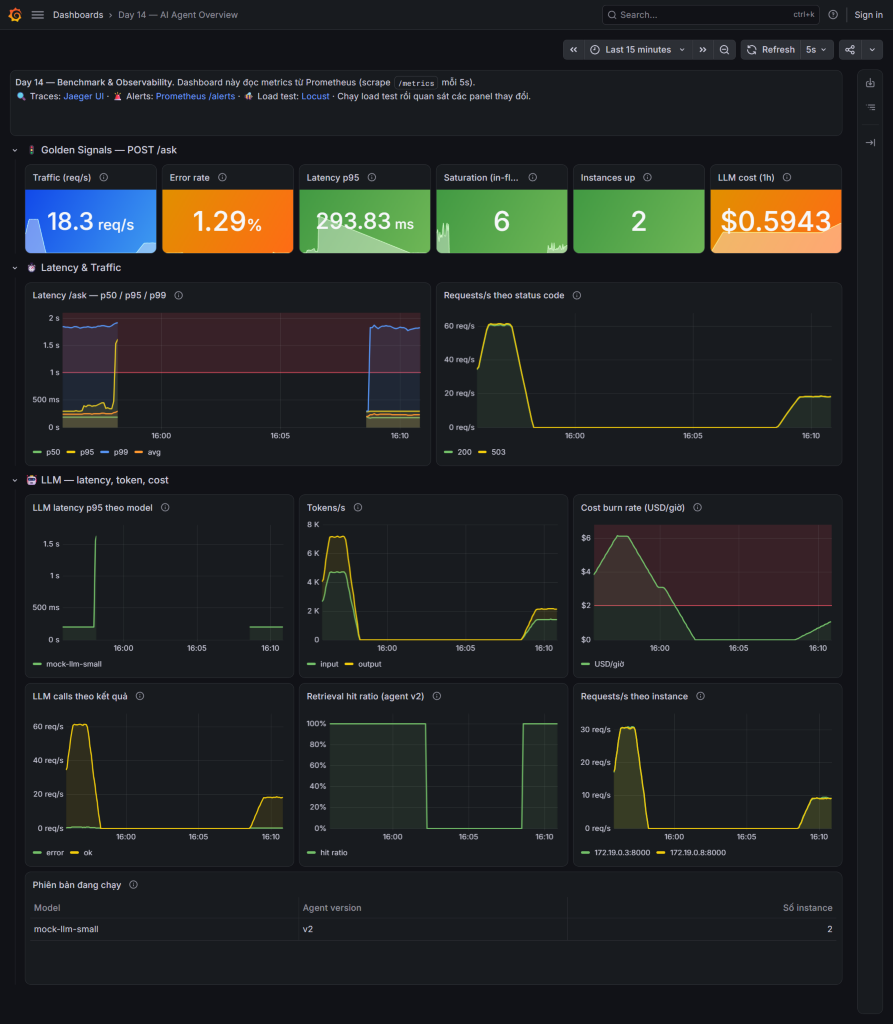 Dashboards › Day 14 — AI Agent Overview
Search... ctrl+k
Sign in
Last 15 minutes
Refresh 5s
Day 14 — Benchmark & Observability. Dashboard này đọc metrics từ Prometheus (scrape /metrics mỗi 5s).
Traces: Jaeger UI · Alerts: Prometheus /alerts · Load test: Locust · Chạy load test rồi quan sát các panel thay đổi.
Golden Signals — POST /ask
Traffic (req/s)
18.3 req/s
Error rate
1.29%
Latency p95
293.83 ms
Saturation (in-fl...
6
Instances up
2
LLM cost (1h)
$0.5943
Latency & Traffic
Latency /ask — p50 / p95 / p99
2 s
1.5 s
1 s
500 ms
0 s
16:00 16:05 16:10
p50 p95 p99 avg
Requests/s theo status code
60 req/s
40 req/s
20 req/s
0 req/s
16:00 16:05 16:10
200 503
LLM — latency, token, cost
LLM latency p95 theo model
1.5 s
1 s
500 ms
0 s
16:00 16:05 16:10
mock-llm-small
Tokens/s
8 K
6 K
4 K
2 K
0
16:00 16:05 16:10
input output
Cost burn rate (USD/giờ)
$6
$4
$2
$0
16:00 16:05 16:10
USD/giờ
LLM calls theo kết quả
60 req/s
40 req/s
20 req/s
0 req/s
16:00 16:05 16:10
error ok
Retrieval hit ratio (agent v2)
100%
80%
60%
40%
20%
0%
16:00 16:05 16:10
hit ratio
Requests/s theo instance
30 req/s
20 req/s
10 req/s
0 req/s
16:00 16:05 16:10
172.19.0.3:8000 172.19.0.8:8000
Phiên bản đang chạy
Model Agent version Số instance
mock-llm-small v2 2